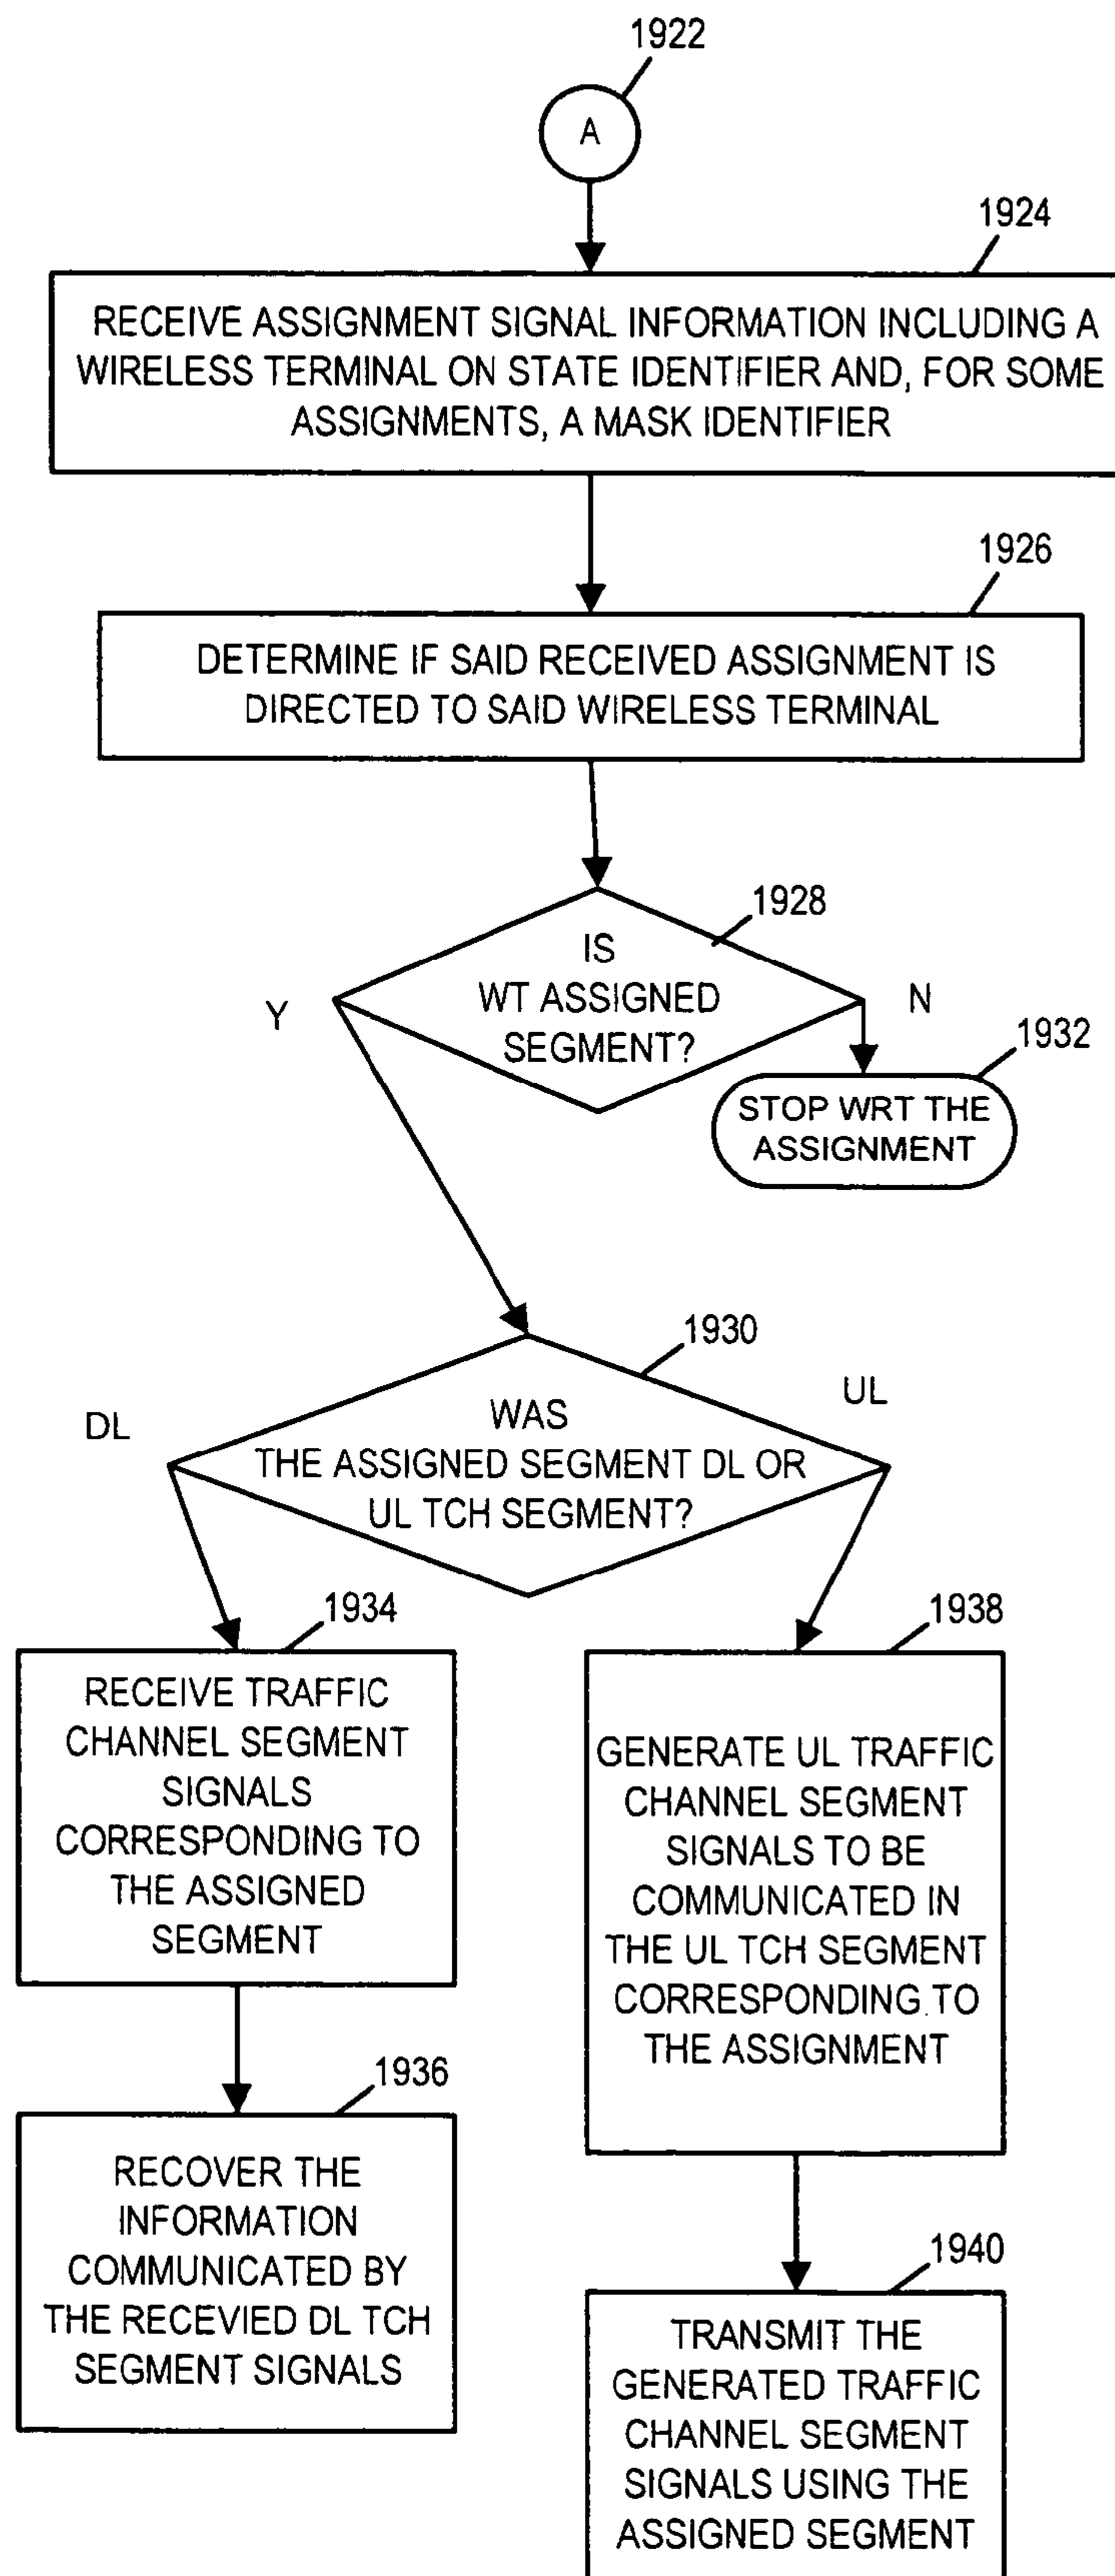 1922
A
1924
RECEIVE ASSIGNMENT SIGNAL INFORMATION INCLUDING A
WIRELESS TERMINAL ON STATE IDENTIFIER AND, FOR SOME
ASSIGNMENTS, A MASK IDENTIFIER
1926
DETERMINE IF SAID RECEIVED ASSIGNMENT IS
DIRECTED TO SAID WIRELESS TERMINAL
1928
IS
WT ASSIGNED
SEGMENT?
Y
N
1932
STOP WRT THE
ASSIGNMENT
1930
WAS
THE ASSIGNED SEGMENT DL OR
UL TCH SEGMENT?
DL
UL
1934
RECEIVE TRAFFIC
CHANNEL SEGMENT
SIGNALS
CORRESPONDING TO
THE ASSIGNED
SEGMENT
1936
RECOVER THE
INFORMATION
COMMUNICATED BY
THE RECEVIED DL TCH
SEGMENT SIGNALS
1938
GENERATE UL TRAFFIC
CHANNEL SEGMENT
SIGNALS TO BE
COMMUNICATED IN
THE UL TCH SEGMENT
CORRESPONDING TO
THE ASSIGNMENT
1940
TRANSMIT THE
GENERATED TRAFFIC
CHANNEL SEGMENT
SIGNALS USING THE
ASSIGNED SEGMENT